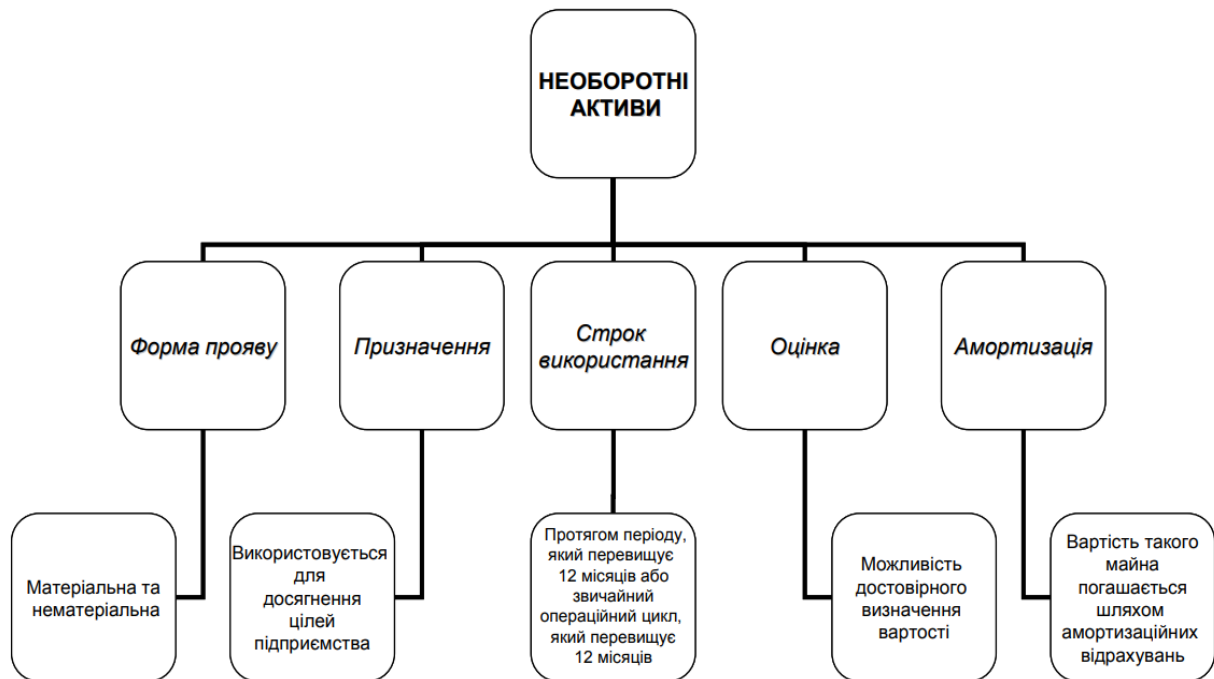 НЕОБОРОТНІ
АКТИВИ
Форма прояву
Призначення
Строк
використання
Оцінка
Амортизація
Матеріальна та
нематеріальна
Використовується
для
досягнення
цілей
підприємства
Протягом періоду,
який перевищує
12 місяців або
звичайний
операційний цикл,
який перевищує
12 місяців
Можливість
достовірного
визначення
вартості
Вартість такого
майна
погашається
шляхом
амортизаційних
відрахувань